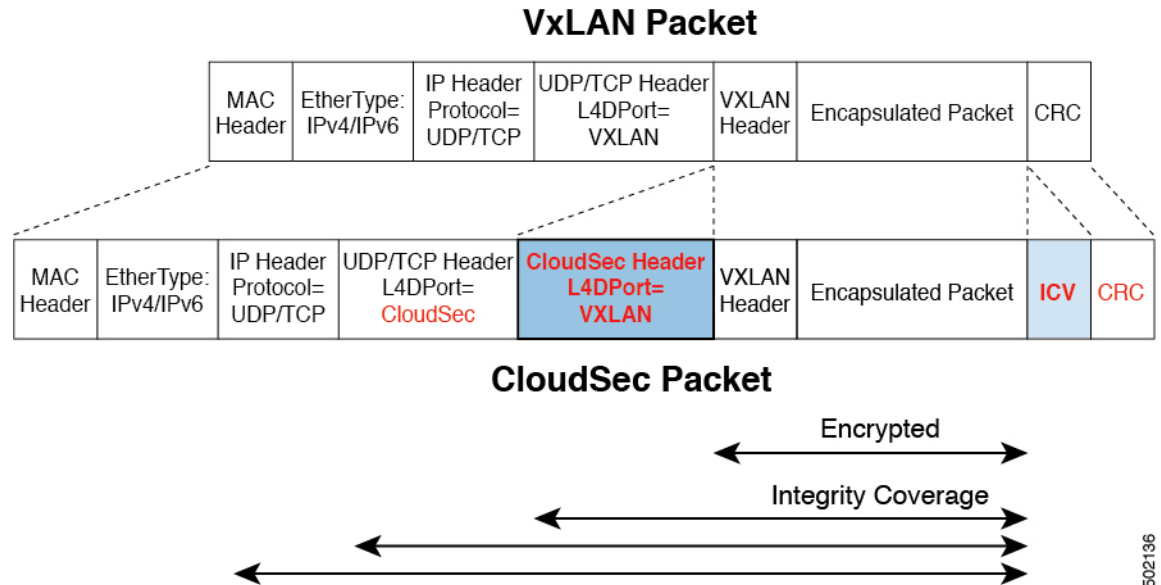 VxLAN Packet
MAC
Header
EtherType:
IPv4/IPv6
IP Header
Protocol=
UDP/TCP
UDP/TCP Header
L4DPort=
VXLAN
VXLAN
Header
Encapsulated Packet
CRC
MAC
Header
EtherType:
IPv4/IPv6
IP Header
Protocol=
UDP/TCP
UDP/TCP Header
L4DPort=
CloudSec
CloudSec Header
L4DPort=
VXLAN
VXLAN
Header
Encapsulated Packet
ICV
CRC
CloudSec Packet
Encrypted
Integrity Coverage
502136